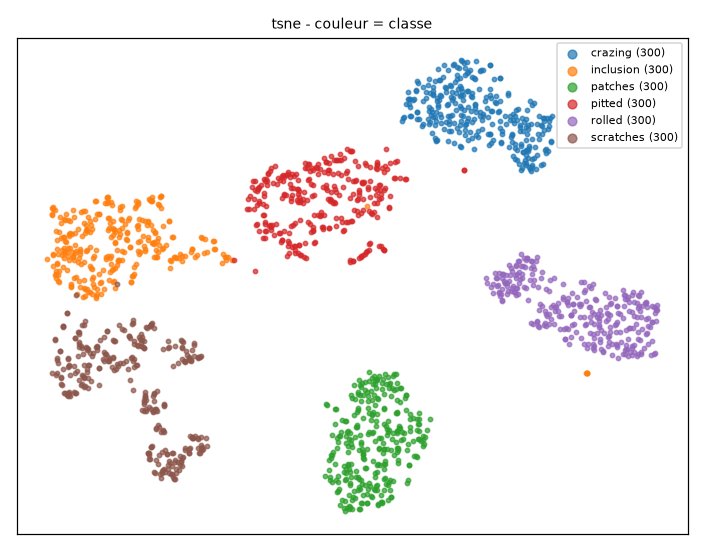 tsne - couleur = classe
crazing (300)
inclusion (300)
patches (300)
pitted (300)
rolled (300)
scratches (300)